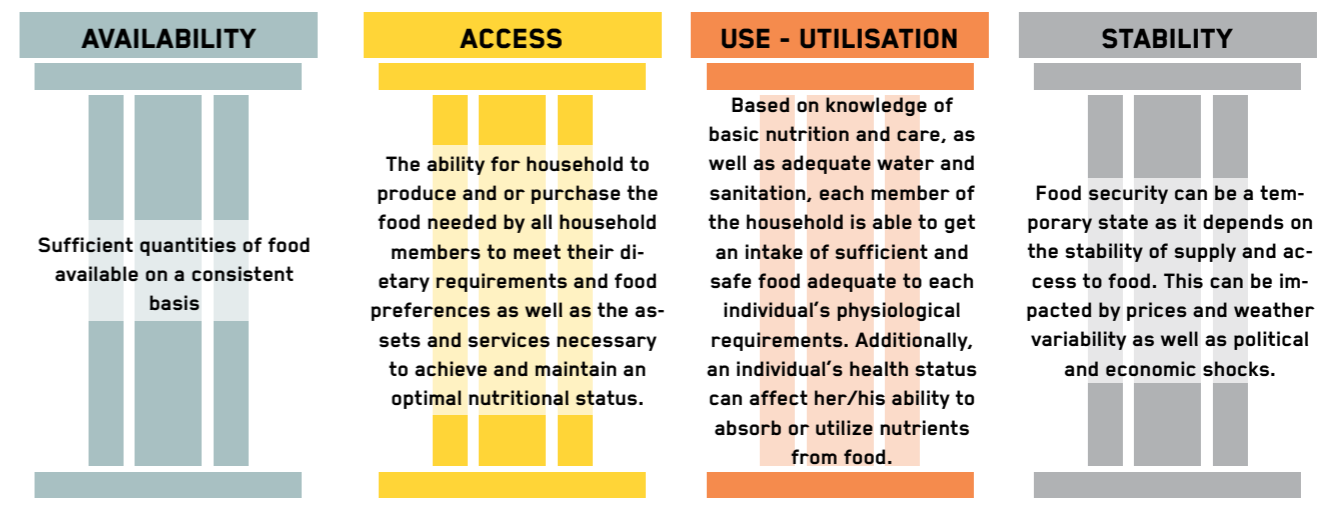 AVAILABILITY
Sufficient quantities of food
available on a consistent
basis
ACCESS
The ability for household to
produce and or purchase the
food needed by all household
members to meet their di-
etary requirements and food
preferences as well as the as-
sets and services necessary
to achieve and maintain an
optimal nutritional status.
USE - UTILISATION
Based on knowledge of
basic nutrition and care, as
well as adequate water and
sanitation, each member of
the household is able to get
an intake of sufficient and
safe food adequate to each
individual’s physiological
requirements. Additionally,
an individual’s health status
can affect her/his ability to
absorb or utilize nutrients
from food.
STABILITY
Food security can be a tem-
porary state as it depends on
the stability of supply and ac-
cess to food. This can be im-
pacted by prices and weather
variability as well as political
and economic shocks.